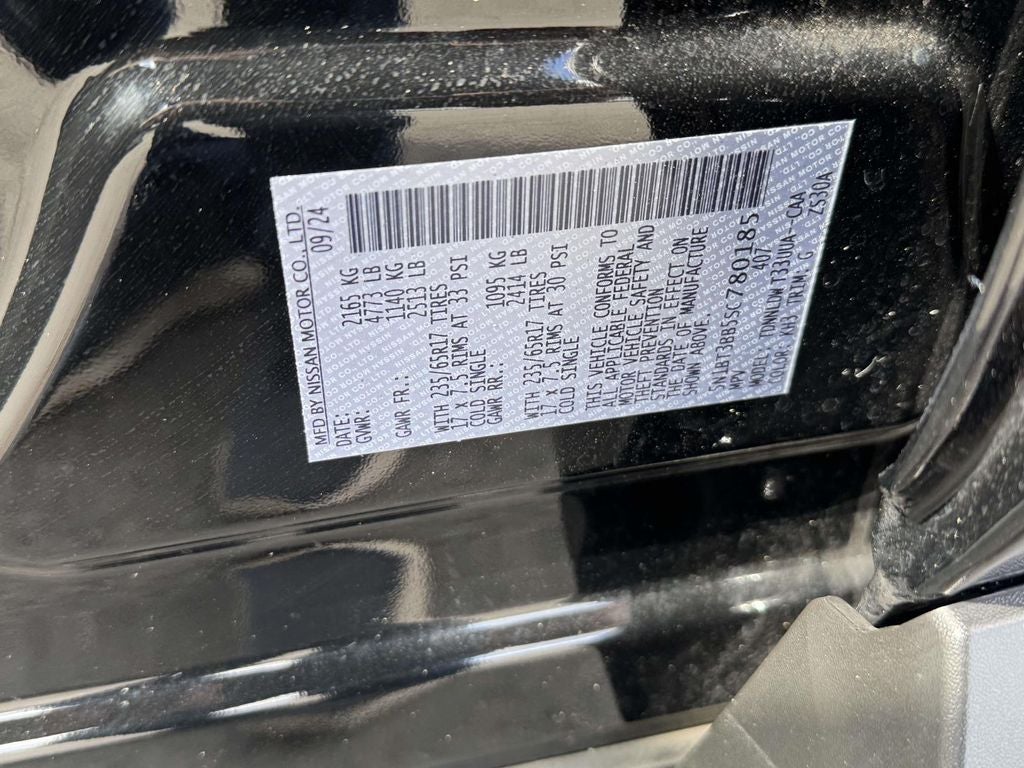 MFD BY NISSAN MOTOR CO., LTD.
DATE: 09/24
GVWR: 2165 KG
4773 LB
GAWR FR.: 1140 KG
2513 LB
WITH 235/65R17 TIRES
17 X 7.5 RIMS AT 33 PSI
COLD SINGLE
GAWR RR.: 1095 KG
2414 LB
WITH 235/65R17 TIRES
17 X 7.5 RIMS AT 30 PSI
COLD SINGLE
THIS VEHICLE CONFORMS TO
ALL APPLICABLE FEDERAL
MOTOR VEHICLE SAFETY AND
THEFT PREVENTION
STANDARDS IN EFFECT ON
THE DATE OF MANUFACTURE
SHOWN ABOVE.
5N1BT3BB5SC780185
MPV 407
MODEL: TDNNLDW T33UUA-CAA
COLOR: KH3 TRIM: G ZS30A